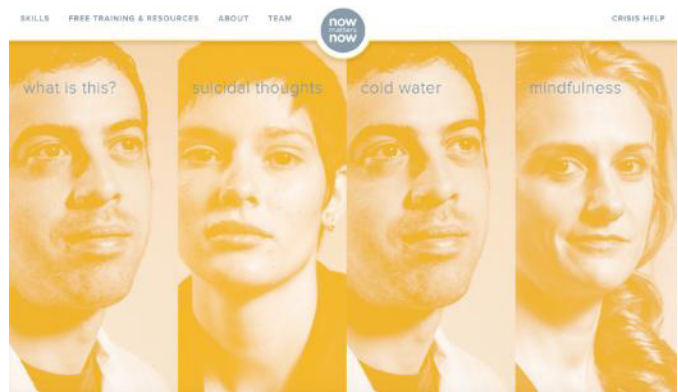 SKILLS FREE TRAINING & RESOURCES ABOUT TEAM
now
matters
now
CRISIS HELP
what is this? suicidal thoughts cold water mindfulness